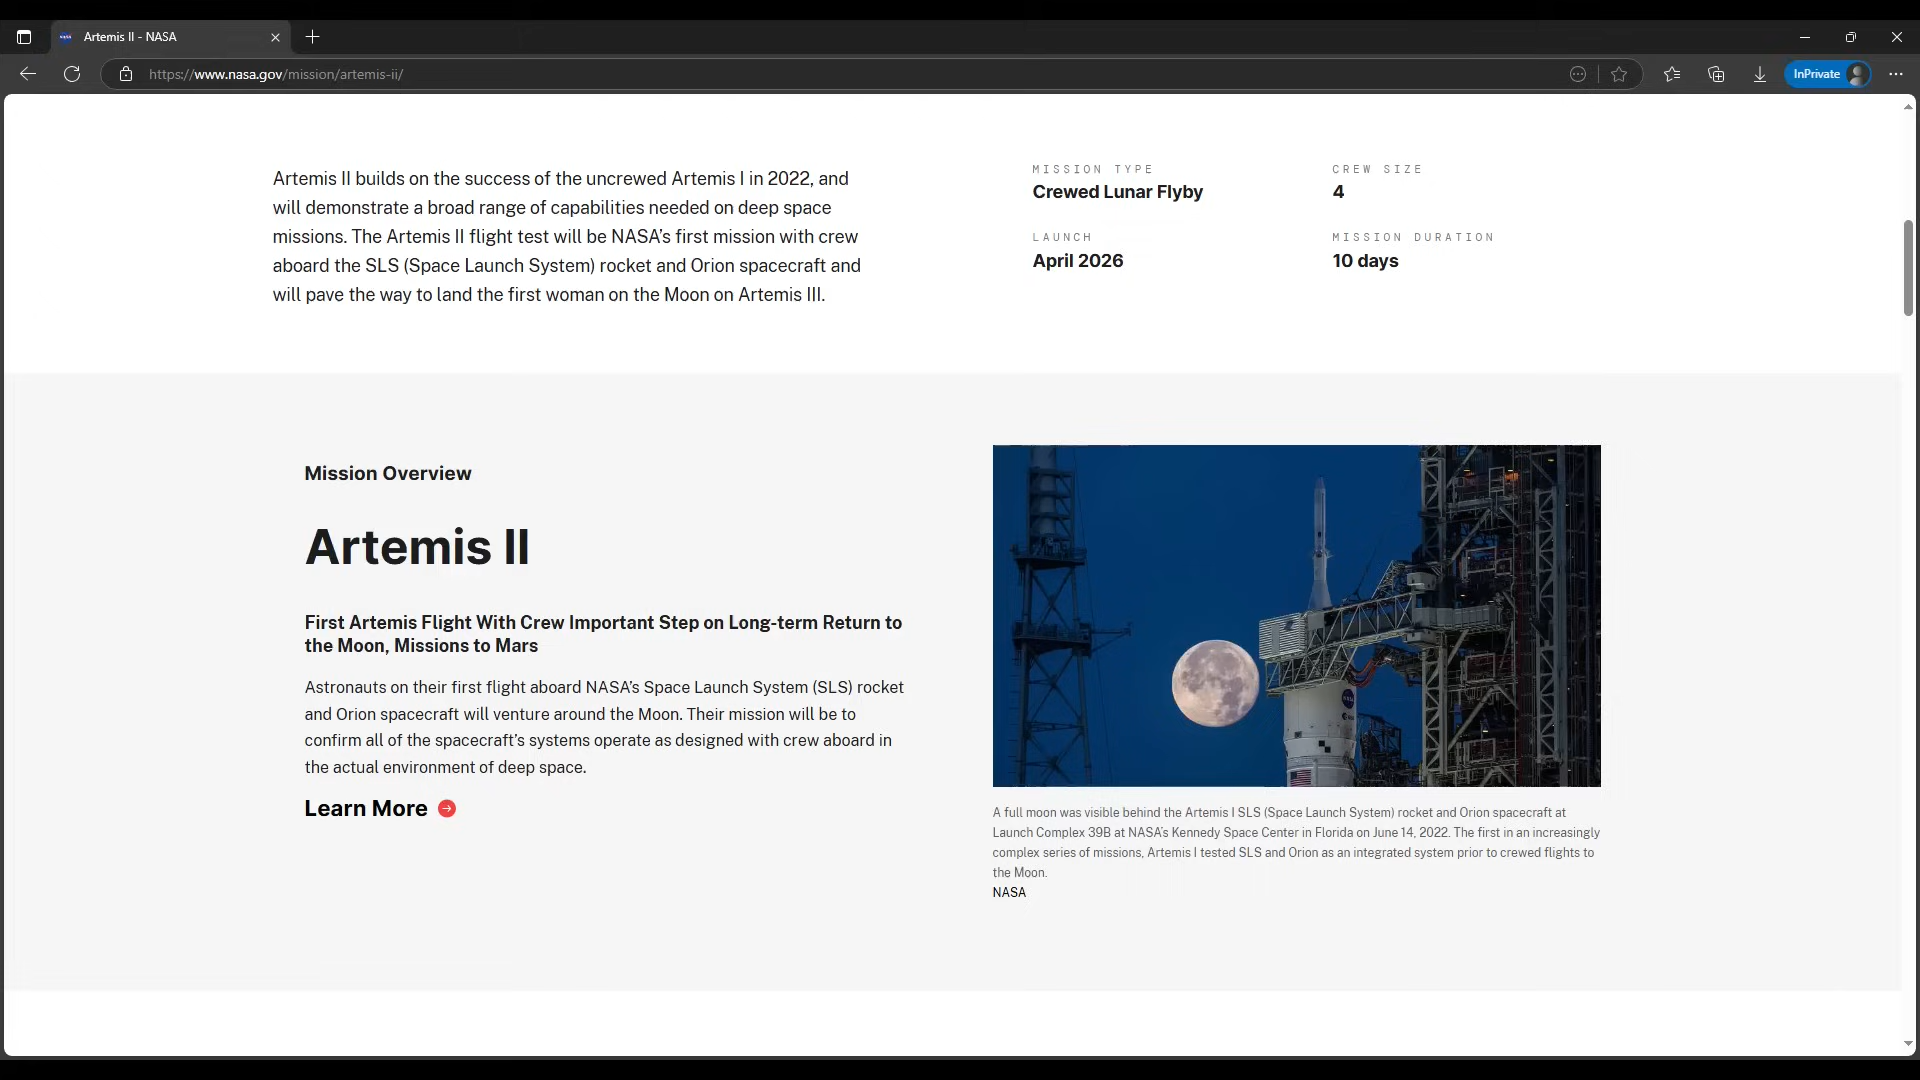 Artemis II - NASA
https://www.nasa.gov/mission/artemis-ii/
InPrivate
Artemis II builds on the success of the uncrewed Artemis I in 2022, and
will demonstrate a broad range of capabilities needed on deep space
missions. The Artemis II flight test will be NASA’s first mission with crew
aboard the SLS (Space Launch System) rocket and Orion spacecraft and
will pave the way to land the first woman on the Moon on Artemis III.
MISSION TYPE
Crewed Lunar Flyby
CREW SIZE
4
LAUNCH
April 2026
MISSION DURATION
10 days
Mission Overview
Artemis II
First Artemis Flight With Crew Important Step on Long-term Return to
the Moon, Missions to Mars
Astronauts on their first flight aboard NASA’s Space Launch System (SLS) rocket
and Orion spacecraft will venture around the Moon. Their mission will be to
confirm all of the spacecraft’s systems operate as designed with crew aboard in
the actual environment of deep space.
Learn More
A full moon was visible behind the Artemis I SLS (Space Launch System) rocket and Orion spacecraft at
Launch Complex 39B at NASA’s Kennedy Space Center in Florida on June 14, 2022. The first in an increasingly
complex series of missions, Artemis I tested SLS and Orion as an integrated system prior to crewed flights to
the Moon.
NASA